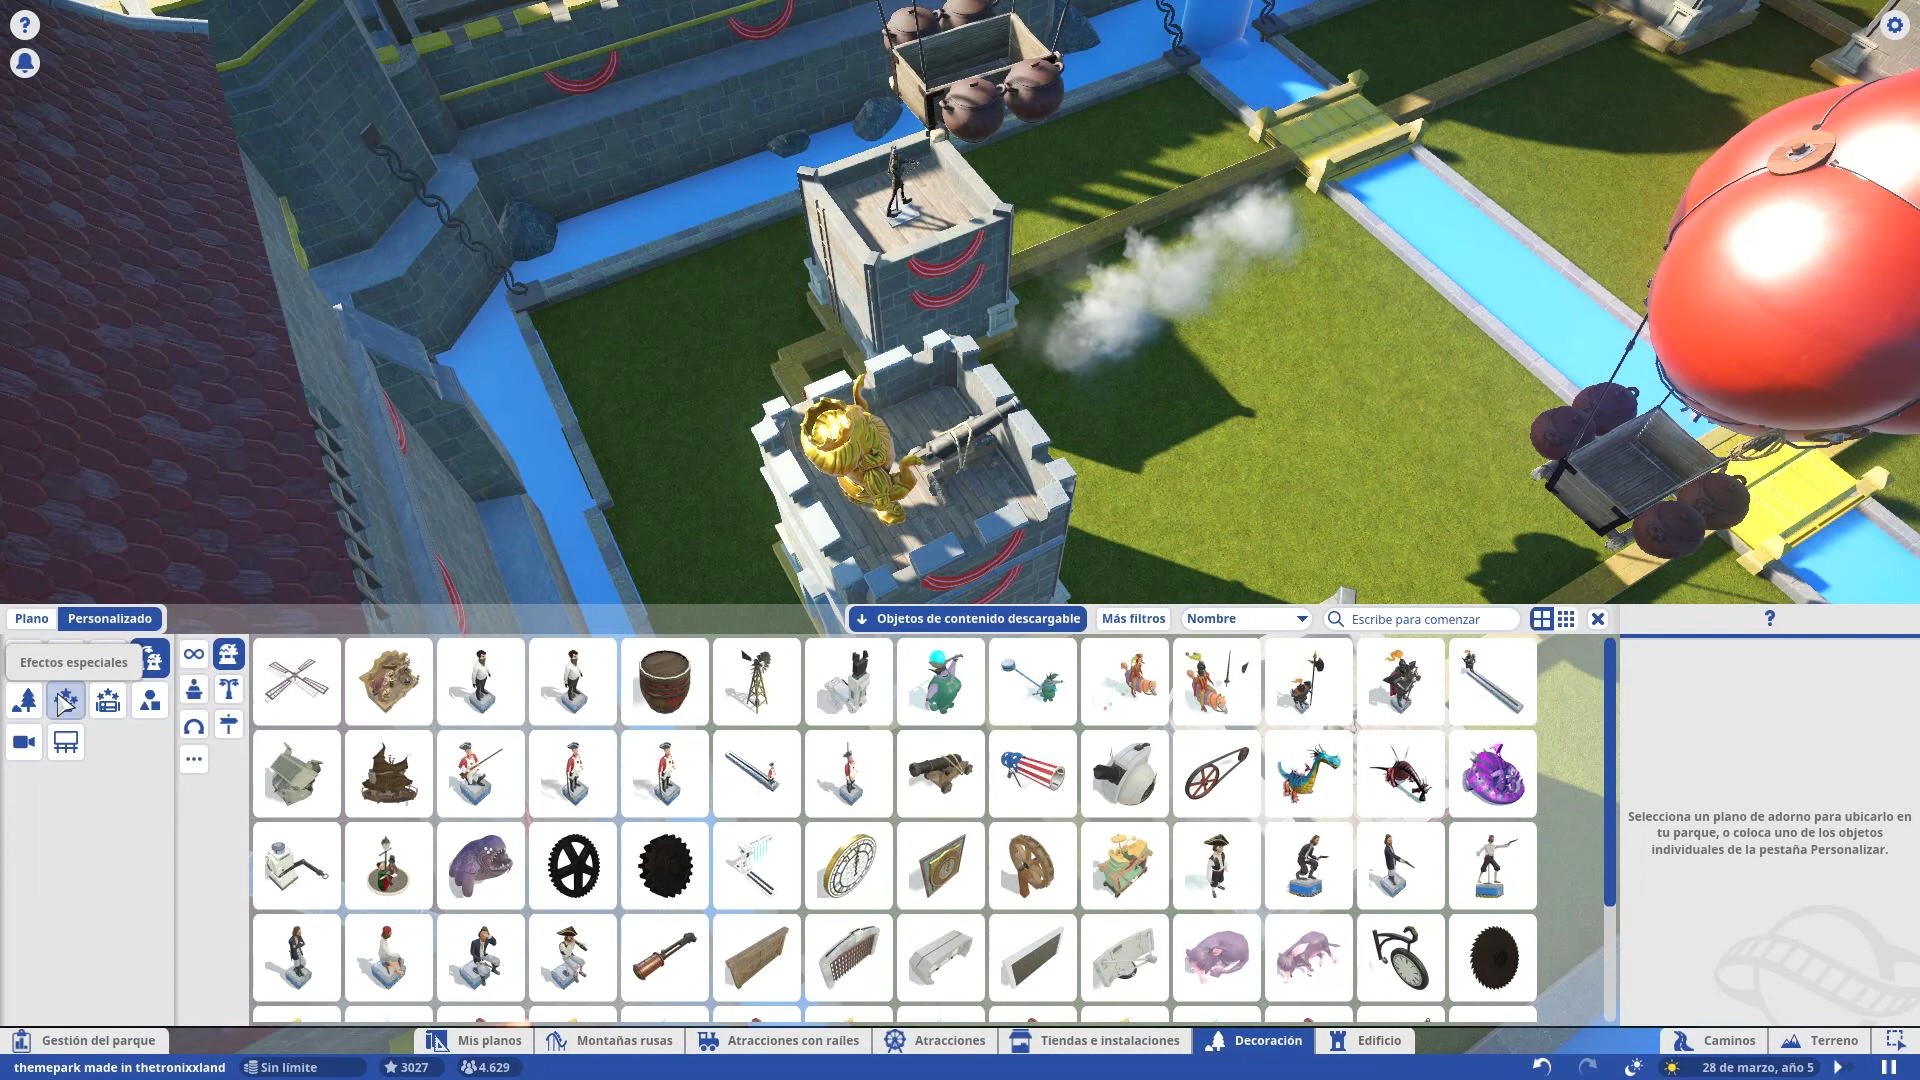 ?
Plano
Personalizado
Objetos de contenido descargable
Más filtros
Nombre
Escribe para comenzar
?
Efectos especiales
Selecciona un plano de adorno para ubicarlo en
tu parque, o coloca uno de los objetos
individuales de la pestaña Personalizar.
Gestión del parque
Mis planos
Montañas rusas
Atracciones con raíles
Atracciones
Tiendas e instalaciones
Decoración
Edificio
Caminos
Terreno
themepark made in thetronixxland
Sin límite
3027
4.629
28 de marzo, año 5